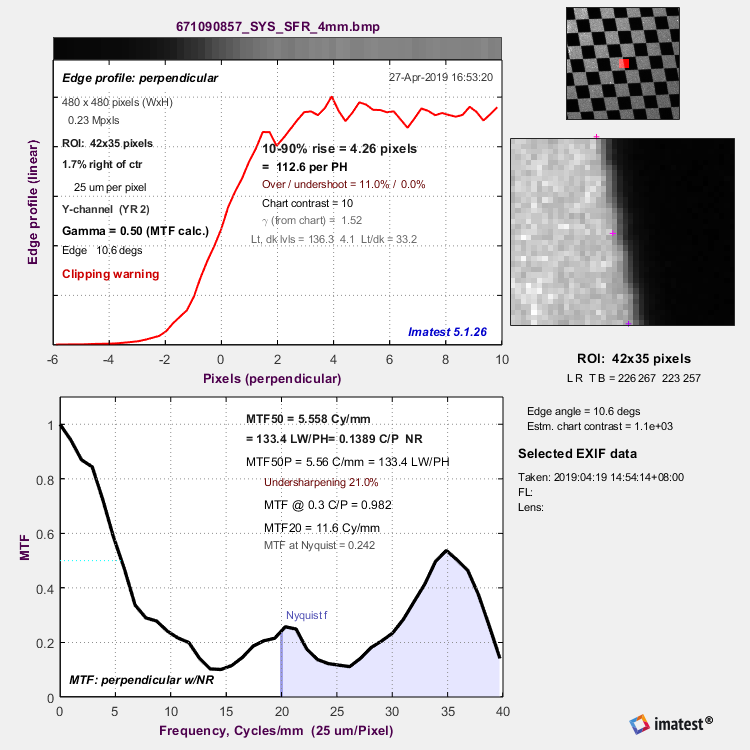 671090857_SYS_SFR_4mm.bmp
Edge profile: perpendicular
27-Apr-2019 16:53:20
480 x 480 pixels (WxH)
0.23 Mpxls
ROI: 42x35 pixels
1.7% right of ctr
25 um per pixel
Y-channel (YR 2)
Gamma = 0.50 (MTF calc.)
Edge 10.6 degs
Clipping warning
10-90% rise = 4.26 pixels
= 112.6 per PH
Over / undershoot = 11.0% / 0.0%
Chart contrast = 10
γ (from chart) = 1.52
Lt, dk lvls = 136.3 4.1 Lt/dk = 33.2
Imatest 5.1.26
Edge profile (linear)
-6 -4 -2 0 2 4 6 8 10
Pixels (perpendicular)
ROI: 42x35 pixels
L R T B = 226 267 223 257
Edge angle = 10.6 degs
Estm. chart contrast = 1.1e+03
Selected EXIF data
Taken: 2019:04:19 14:54:14+08:00
FL:
Lens:
MTF50 = 5.558 Cy/mm
= 133.4 LW/PH= 0.1389 C/P NR
MTF50P = 5.56 C/mm = 133.4 LW/PH
Undersharpening 21.0%
MTF @ 0.3 C/P = 0.982
MTF20 = 11.6 Cy/mm
MTF at Nyquist = 0.242
Nyquist f
MTF: perpendicular w/NR
MTF
1
0.8
0.6
0.4
0.2
0
0 5 10 15 20 25 30 35 40
Frequency, Cycles/mm (25 um/Pixel)
imatest®